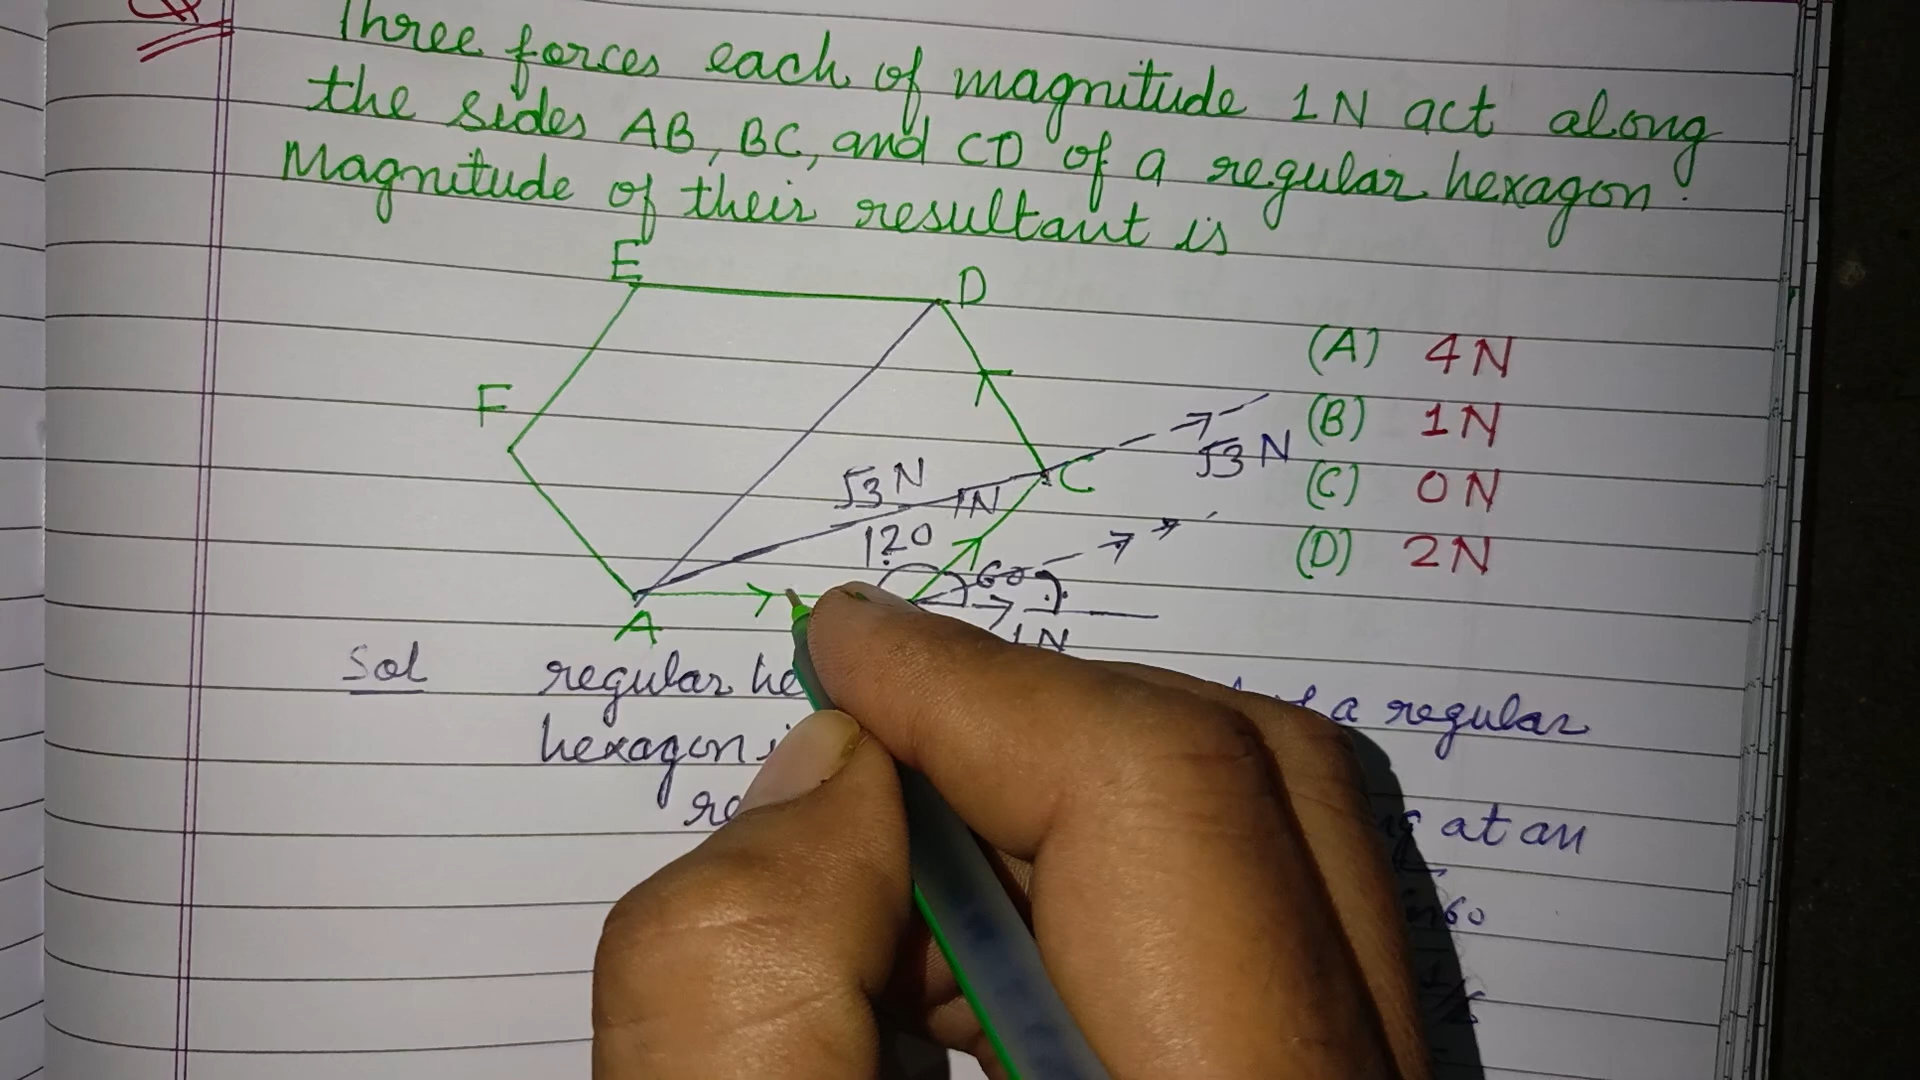 Three forces each of magnitude 1N act along
the sides AB, BC, and CD of a regular hexagon.
Magnitude of their resultant is
E
D
(A) 4N
F
(B) 1N
√3 N
C
(C) 0N
√3 N
1N
120
(D) 2N
60
A
1N
Sol regular a regular
hexagon
at an